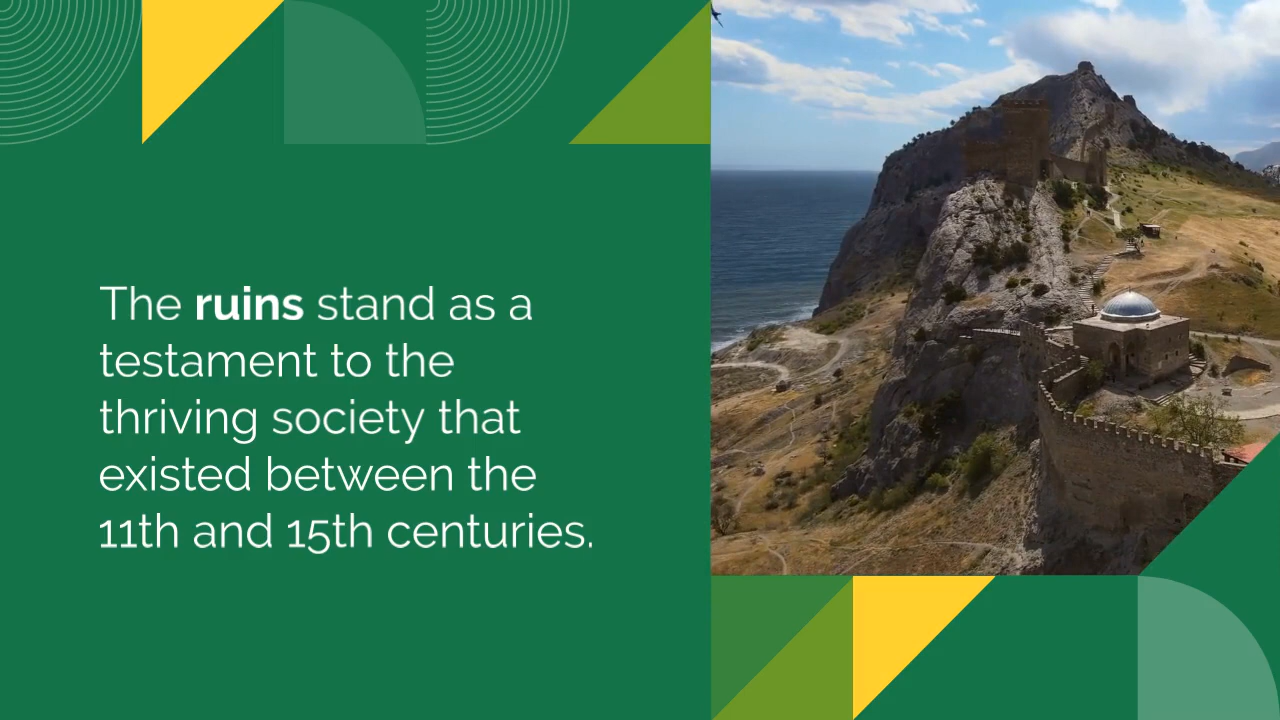 The ruins stand as a
testament to the
thriving society that
existed between the
11th and 15th centuries.